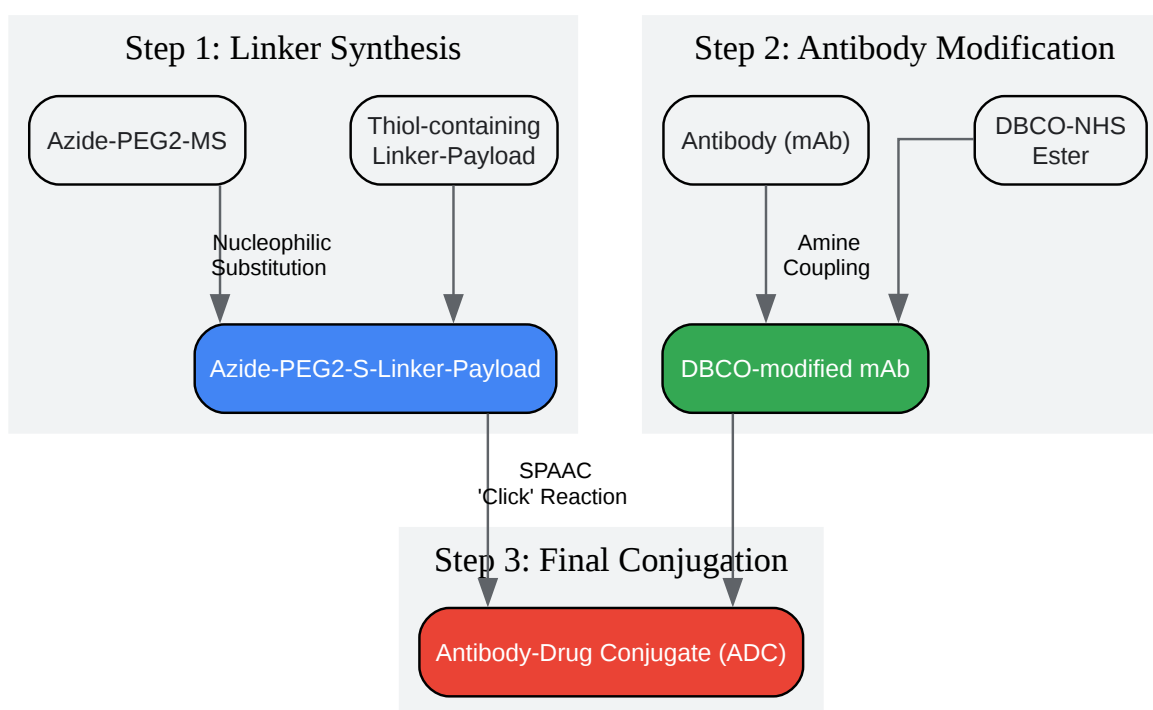 Step 1: Linker Synthesis
Azide-PEG2-MS
Thiol-containing
Linker-Payload
Nucleophilic
Substitution
Azide-PEG2-S-Linker-Payload
Step 2: Antibody Modification
Antibody (mAb)
DBCO-NHS
Ester
Amine
Coupling
DBCO-modified mAb
SPAAC
'Click' Reaction
Step 3: Final Conjugation
Antibody-Drug Conjugate (ADC)